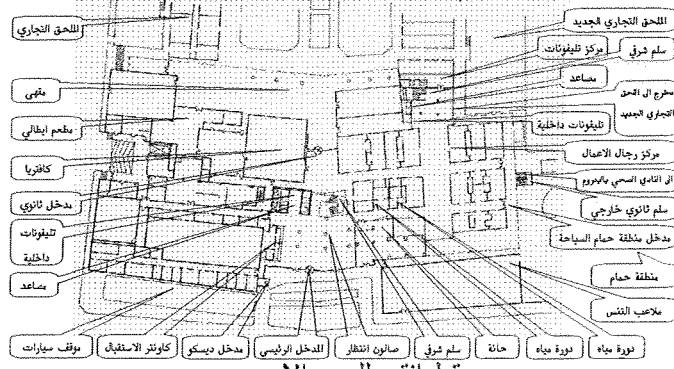 الملحق التجاري الجديد
سلم شرفي
مركز تليفونات
مصاعد
مخرج الى الملحق
التجاري الجديد
تليفونات داخلية
مركز رجال الاعمال
الى النادي الصحي بالبدروم
سلم ثانوي خارجي
مدخل منطقة حمام السباحة
منطقة حمام
ملاعب التنس
الملحق التجاري
مقهى
مطعم ايطالي
كافتريا
مدخل ثانوي
تليفونات
داخلية
مصاعد
دورة مياه
دورة مياه
حانة
سلم شرفي
صالون انتظار
المدخل الرئيسي
مدخل ديسكو
كاونتر الاستقبال
موقف سيارات